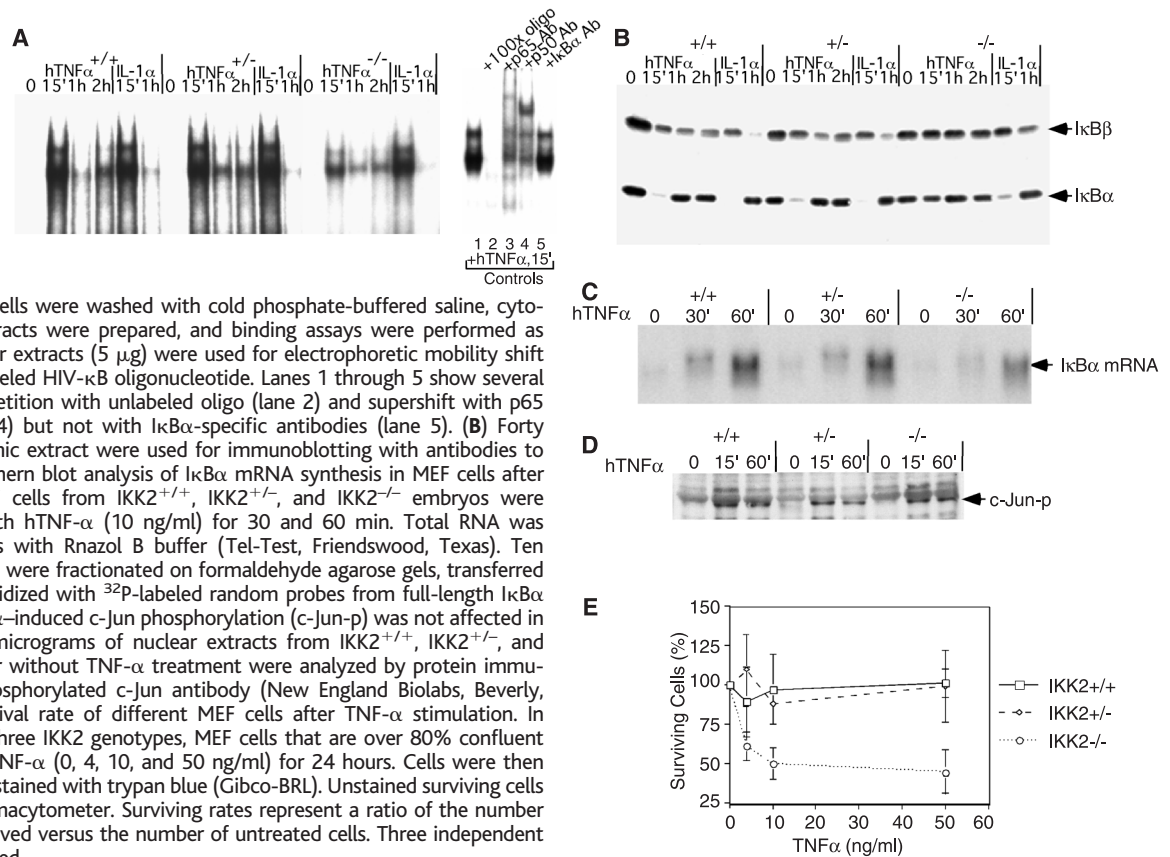 A
+/+
hTNFα IL-1α
0 15'1h 2h 15'1h
+/-
hTNFα IL-1α
0 15'1h 2h 15'1h
-/-
hTNFα IL-1α
0 15'1h 2h 15'1h
+100x oligo
+p65 Ab
+p50 Ab
+IκBα Ab
1 2 3 4 5
+hTNFα,15'
Controls
B
+/+ +/- -/-
hTNFα IL-1α hTNFα IL-1α hTNFα IL-1α
0 15'1h 2h 15'1h 0 15'1h 2h 15'1h 0 15'1h 2h 15'1h
IκBβ
IκBα
C
+/+ +/- -/-
hTNFα 0 30' 60' 0 30' 60' 0 30' 60'
IκBα mRNA
D
+/+ +/- -/-
hTNFα 0 15' 60' 0 15' 60' 0 15' 60'
c-Jun-p
E
150
125
100
75
50
25
Surviving Cells (%)
0 10 20 30 40 50 60
TNFα (ng/ml)
IKK2+/+
IKK2+/-
IKK2-/-
ells were washed with cold phosphate-buffered saline, cyto-
racts were prepared, and binding assays were performed as
r extracts (5 μg) were used for electrophoretic mobility shift
eled HIV-κB oligonucleotide. Lanes 1 through 5 show several
etition with unlabeled oligo (lane 2) and supershift with p65
4) but not with IκBα-specific antibodies (lane 5). (B) Forty
nic extract were used for immunoblotting with antibodies to
hern blot analysis of IκBα mRNA synthesis in MEF cells after
cells from IKK2+/+, IKK2+/–, and IKK2–/– embryos were
th hTNF-α (10 ng/ml) for 30 and 60 min. Total RNA was
s with Rnazol B buffer (Tel-Test, Friendswood, Texas). Ten
were fractionated on formaldehyde agarose gels, transferred
idized with 32P-labeled random probes from full-length IκBα
α–induced c-Jun phosphorylation (c-Jun-p) was not affected in
micrograms of nuclear extracts from IKK2+/+, IKK2+/–, and
r without TNF-α treatment were analyzed by protein immu-
osphorylated c-Jun antibody (New England Biolabs, Beverly,
vival rate of different MEF cells after TNF-α stimulation. In
hree IKK2 genotypes, MEF cells that are over 80% confluent
NF-α (0, 4, 10, and 50 ng/ml) for 24 hours. Cells were then
stained with trypan blue (Gibco-BRL). Unstained surviving cells
macytometer. Surviving rates represent a ratio of the number
ved versus the number of untreated cells. Three independent